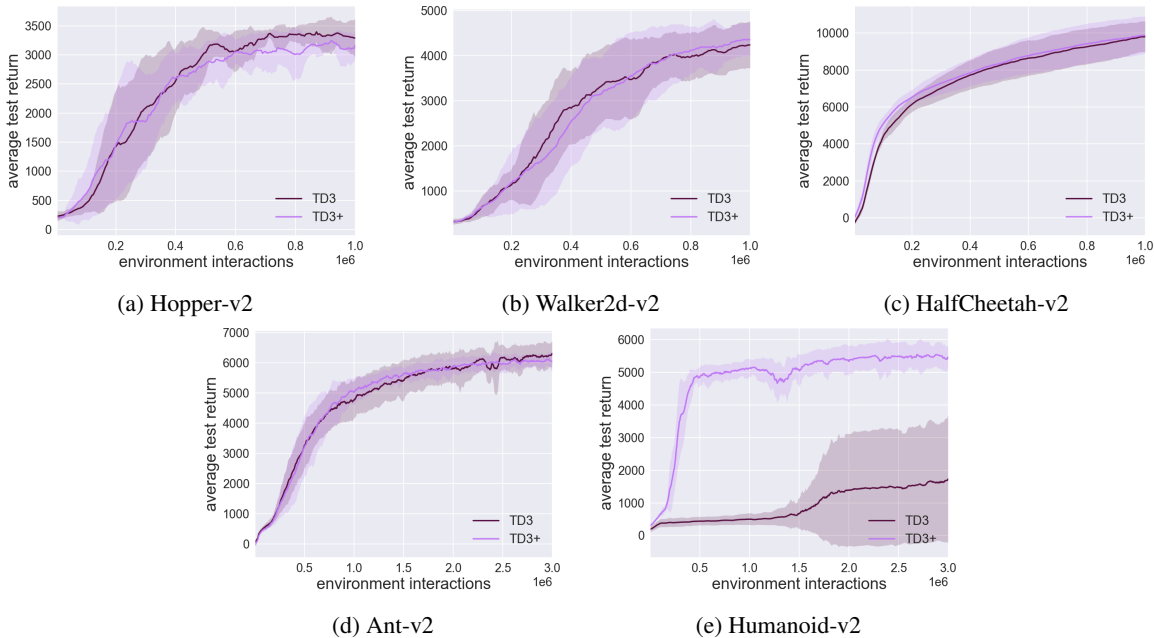 average test return
3500
3000
2500
2000
1500
1000
500
0
TD3
TD3+
0.2
0.4
0.6
0.8
1.0
environment interactions
1e6
(a) Hopper-v2
average test return
5000
4000
3000
2000
1000
TD3
TD3+
0.2
0.4
0.6
0.8
1.0
environment interactions
1e6
(b) Walker2d-v2
average test return
10000
8000
6000
4000
2000
0
TD3
TD3+
0.2
0.4
0.6
0.8
1.0
environment interactions
1e6
(c) HalfCheetah-v2
average test return
7000
6000
5000
4000
3000
2000
1000
0
TD3
TD3+
0.5
1.0
1.5
2.0
2.5
3.0
environment interactions
1e6
(d) Ant-v2
average test return
6000
5000
4000
3000
2000
1000
0
TD3
TD3+
0.5
1.0
1.5
2.0
2.5
3.0
environment interactions
1e6
(e) Humanoid-v2